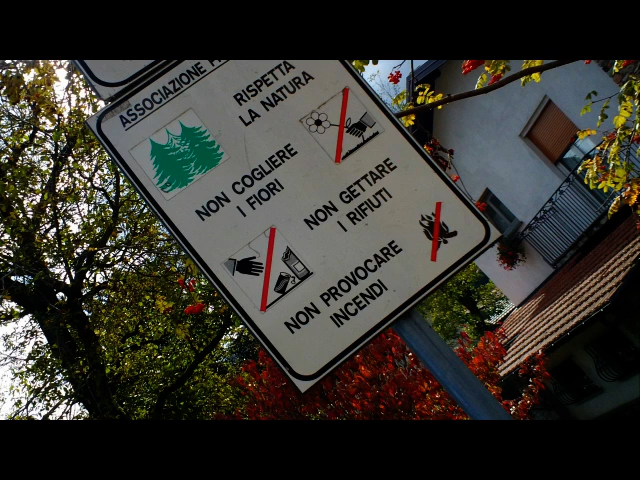 ASSOCIAZIONE
RISPETTA
LA NATURA
NON COGLIERE
I FIORI
NON GETTARE
I RIFIUTI
NON PROVOCARE
INCENDI